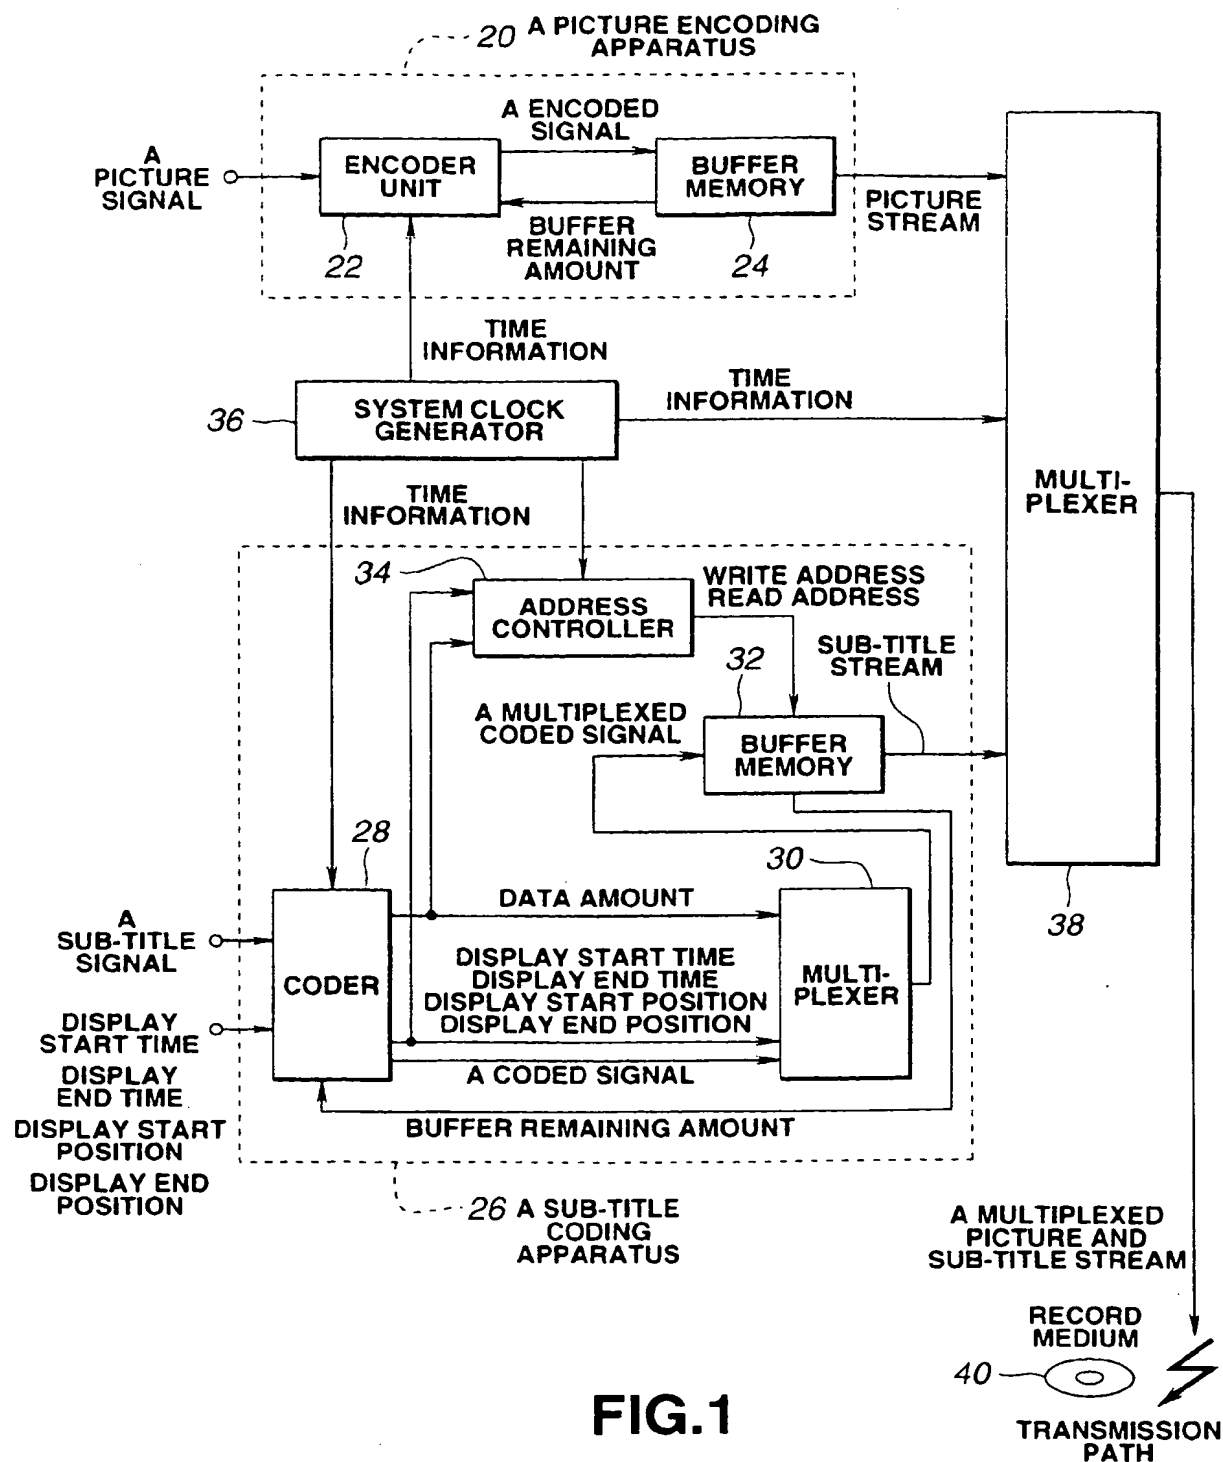 20 A PICTURE ENCODING
APPARATUS
A ENCODED
SIGNAL
A
PICTURE
SIGNAL
ENCODER
UNIT
BUFFER
MEMORY
PICTURE
STREAM
BUFFER
REMAINING
AMOUNT
22
24
TIME
INFORMATION
36
SYSTEM CLOCK
GENERATOR
TIME
INFORMATION
MULTI-
PLEXER
TIME
INFORMATION
34
ADDRESS
CONTROLLER
WRITE ADDRESS
READ ADDRESS
32
SUB-TITLE
STREAM
A MULTIPLEXED
CODED SIGNAL
BUFFER
MEMORY
28
30
38
A
SUB-TITLE
SIGNAL
CODER
DATA AMOUNT
DISPLAY START TIME
DISPLAY END TIME
DISPLAY START POSITION
DISPLAY END POSITION
MULTI-
PLEXER
A CODED SIGNAL
DISPLAY
START TIME
DISPLAY
END TIME
DISPLAY START
POSITION
DISPLAY END
POSITION
BUFFER REMAINING AMOUNT
26 A SUB-TITLE
CODING
APPARATUS
A MULTIPLEXED
PICTURE AND
SUB-TITLE STREAM
RECORD
MEDIUM
40
TRANSMISSION
PATH
FIG.1